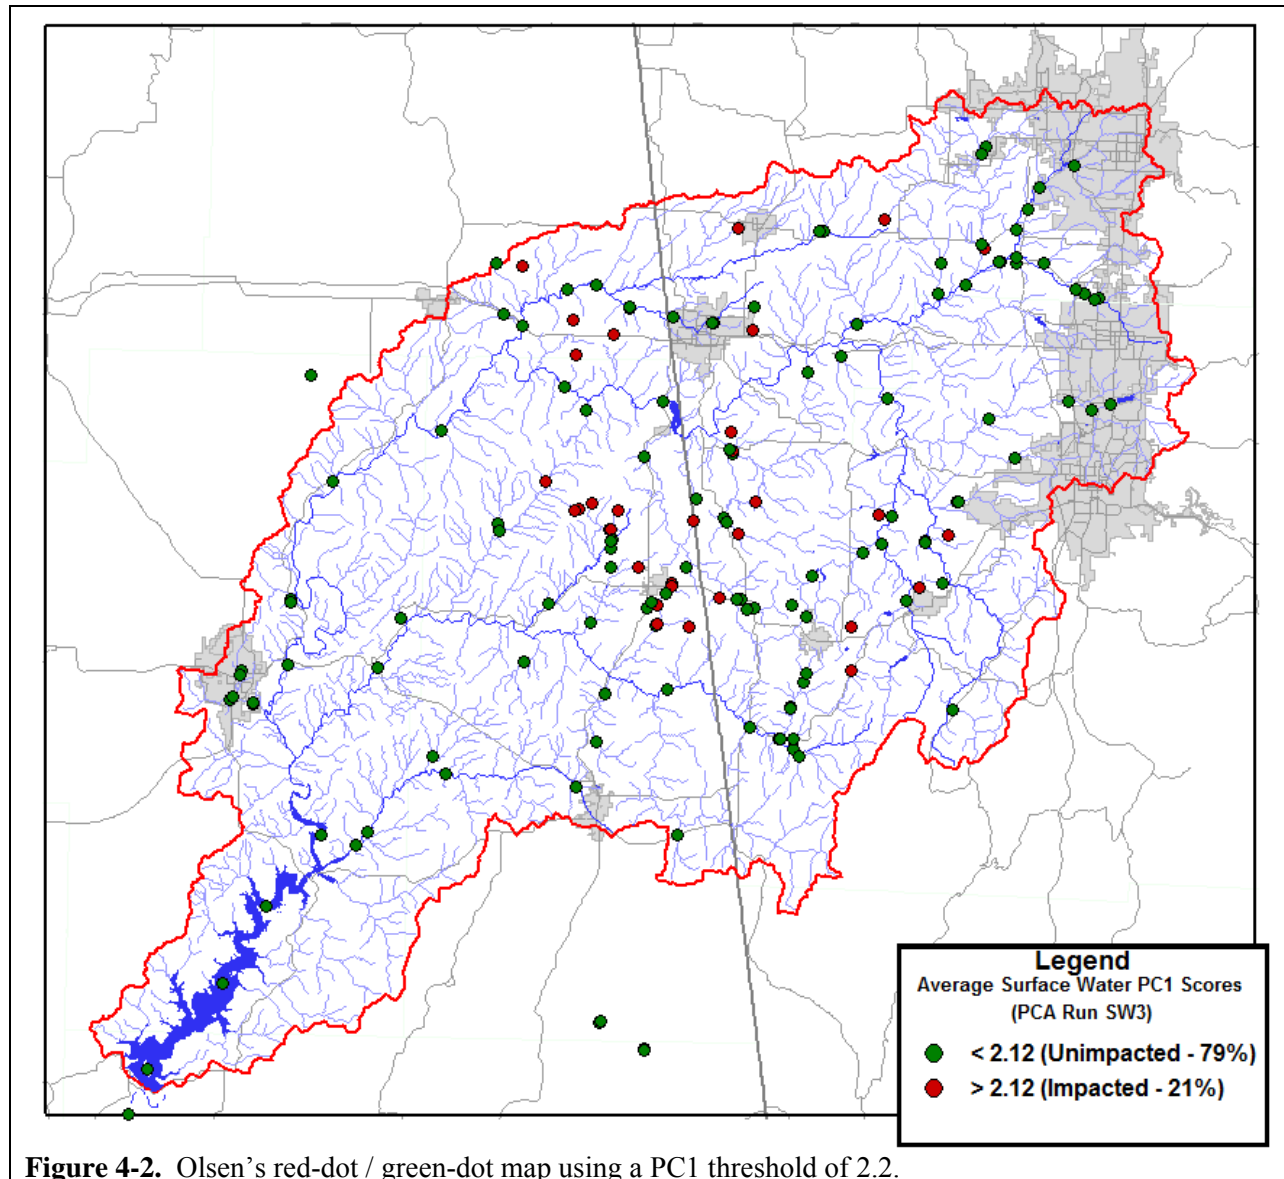 Legend
Average Surface Water PC1 Scores
(PCA Run SW3)
< 2.12 (Unimpacted - 79%)
> 2.12 (Impacted - 21%)
Figure 4-2. Olsen’s red-dot / green-dot map using a PC1 threshold of 2.2.